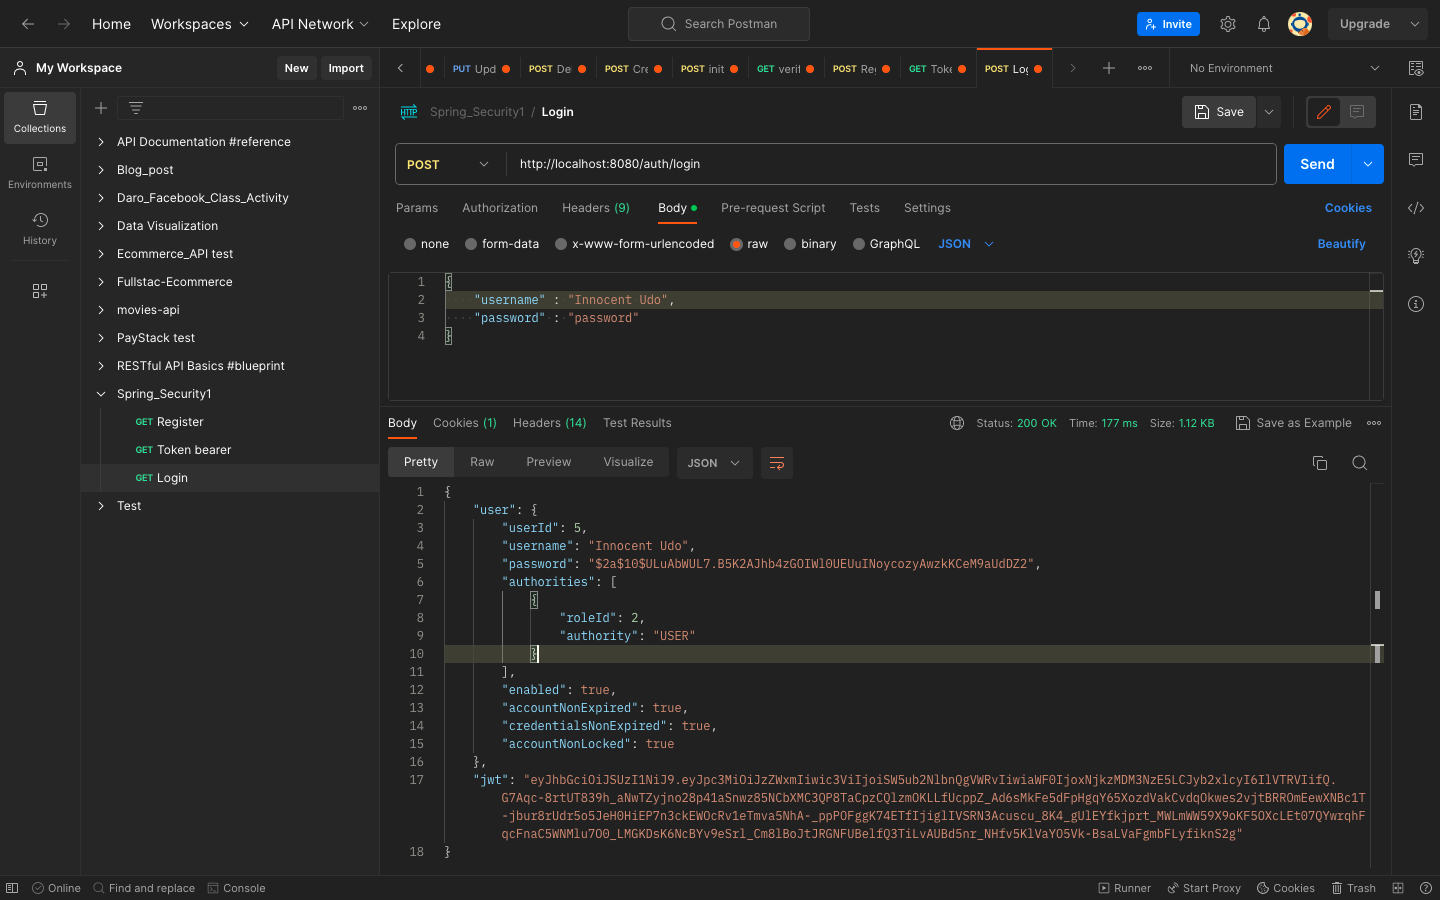 Home Workspaces API Network Explore Search Postman Invite Upgrade
My Workspace New Import PUT Upd POST De POST Cre POST init GET verif POST Re GET Toke POST Log No Environment
Collections
Environments
History
API Documentation #reference
Blog_post
Daro_Facebook_Class_Activity
Data Visualization
Ecommerce_API test
Fullstac-Ecommerce
movies-api
PayStack test
RESTful API Basics #blueprint
Spring_Security1
GET Register
GET Token bearer
GET Login
Test
HTTP Spring_Security1 / Login Save
POST http://localhost:8080/auth/login Send
Params Authorization Headers (9) Body Pre-request Script Tests Settings Cookies
none form-data x-www-form-urlencoded raw binary GraphQL JSON Beautify
1 {
2 "username" : "Innocent Udo",
3 "password" : "password"
4 }
Body Cookies (1) Headers (14) Test Results Status: 200 OK Time: 177 ms Size: 1.12 KB Save as Example
Pretty Raw Preview Visualize JSON
1 {
2 "user": {
3 "userId": 5,
4 "username": "Innocent Udo",
5 "password": "$2a$10$ULuAbWUL7.B5K2AJhb4zGOIWl0UEUuINoycozyAwzkKCeM9aUdDZ2",
6 "authorities": [
7 {
8 "roleId": 2,
9 "authority": "USER"
10 }
11 ],
12 "enabled": true,
13 "accountNonExpired": true,
14 "credentialsNonExpired": true,
15 "accountNonLocked": true
16 },
17 "jwt": "eyJhbGciOiJSUzI1NiJ9.eyJpc3MiOiJzZWxmIiwic3ViIjoiSW5ub2NlbnQgVWRvIiwiaWF0IjoxNjkzMDM3NzE5LCJyb2xlcyI6IlVTRVIifQ.
G7Aqc-8rtUT839h_aNwTZyjno28p41aSnwz85NCbXMC3QP8TaCpzCQlzmOKLLfUcppZ_Ad6sMkFe5dFpHgqY65XozdVakCvdqOkwes2vjtBRROmEewXNBc1T
-jbur8rUdr5o5JeH0HiEP7n3ckEWOcRv1eTmva5NhA-_ppPOFggK74ETfIjiglIVSRN3Acuscu_8K4_gUlEYfkjprt_MWLmWW59X9oKF5OXcLEt07QYwrqhF
qcFnaC5WNMlu7O0_LMGKDsK6NcBYv9eSrl_Cm8lBoJtJRGNFUBelfQ3TiLvAUBd5nr_NHfv5KlVaYO5Vk-BsaLVaFgmbFLyfiknS2g"
18 }
Online Find and replace Console Runner Start Proxy Cookies Trash